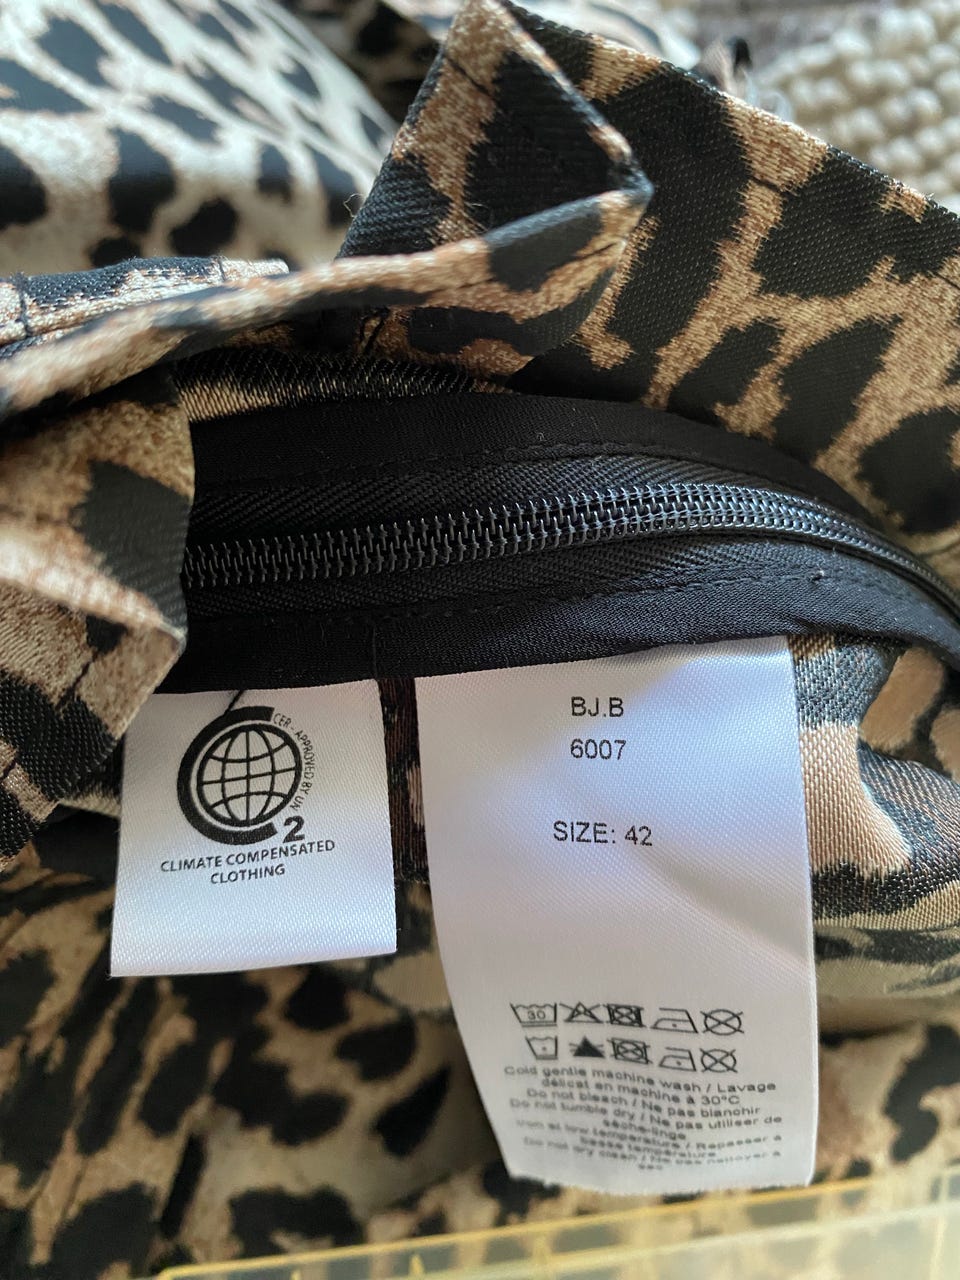 CER - APPROVED BY UN
2
CLIMATE COMPENSATED
CLOTHING
BJ.B
6007
SIZE: 42
30
Cold gentle machine wash / Lavage
délicat en machine à 30°C
Do not bleach / Ne pas blanchir
Do not tumble dry / Ne pas utiliser de
sèche-linge
Iron at low temperature / Repasser à
basse température
Do not dry clean / Ne pas nettoyer à
sec